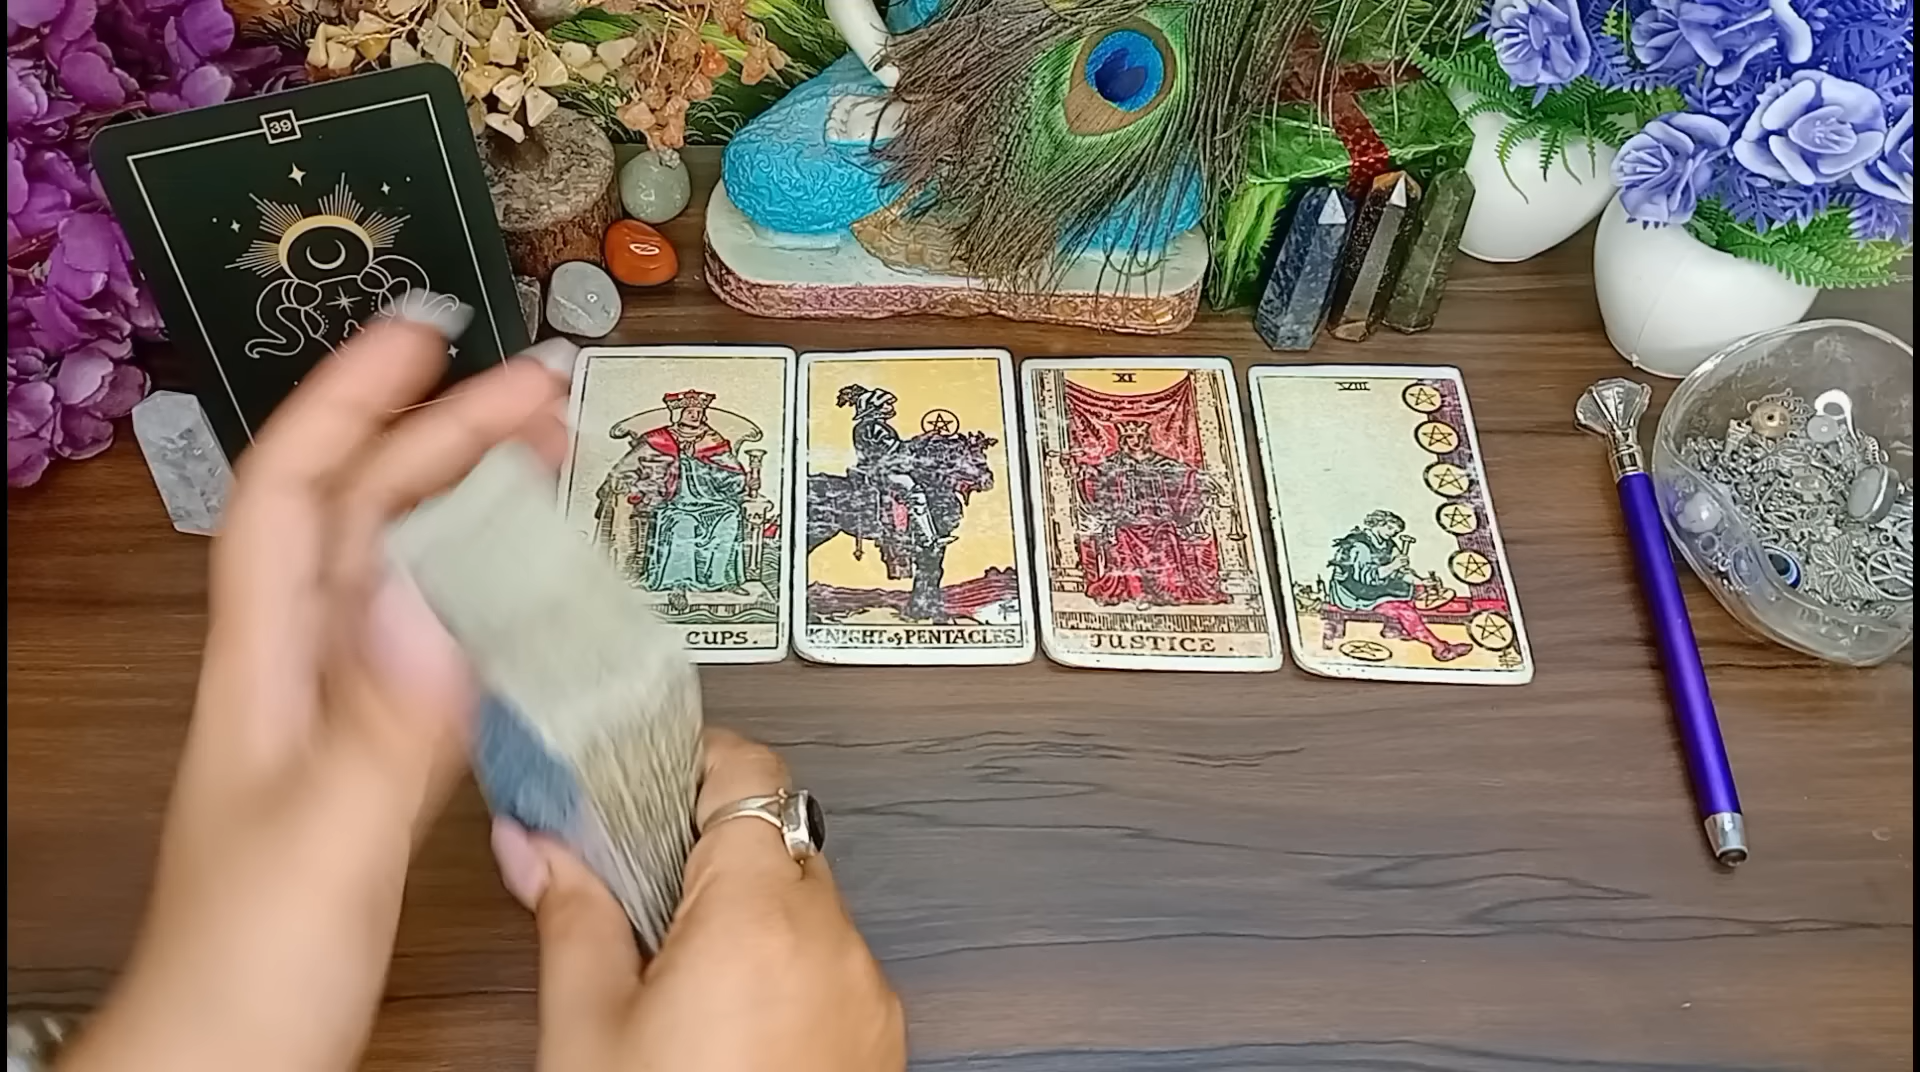 39
CUPS.
KNIGHT of PENTACLES.
XI
JUSTICE.
VIII